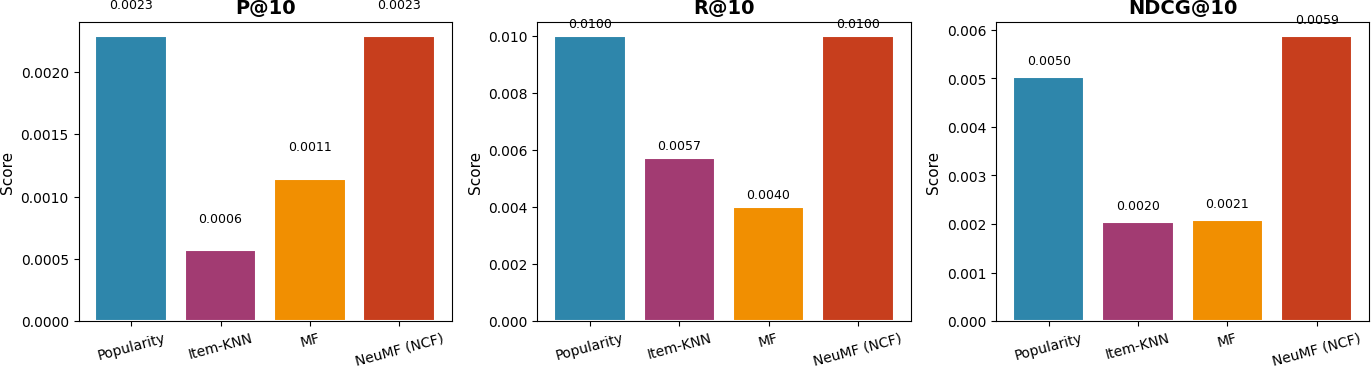 P@10
0.0023
0.0006
0.0011
0.0023
Score
0.0020
0.0015
0.0010
0.0005
0.0000
Popularity
Item-KNN
MF
NeuMF (NCF)
R@10
0.0100
0.0057
0.0040
0.0100
Score
0.010
0.008
0.006
0.004
0.002
0.000
Popularity
Item-KNN
MF
NeuMF (NCF)
NDCG@10
0.0050
0.0020
0.0021
0.0059
Score
0.006
0.005
0.004
0.003
0.002
0.001
0.000
Popularity
Item-KNN
MF
NeuMF (NCF)